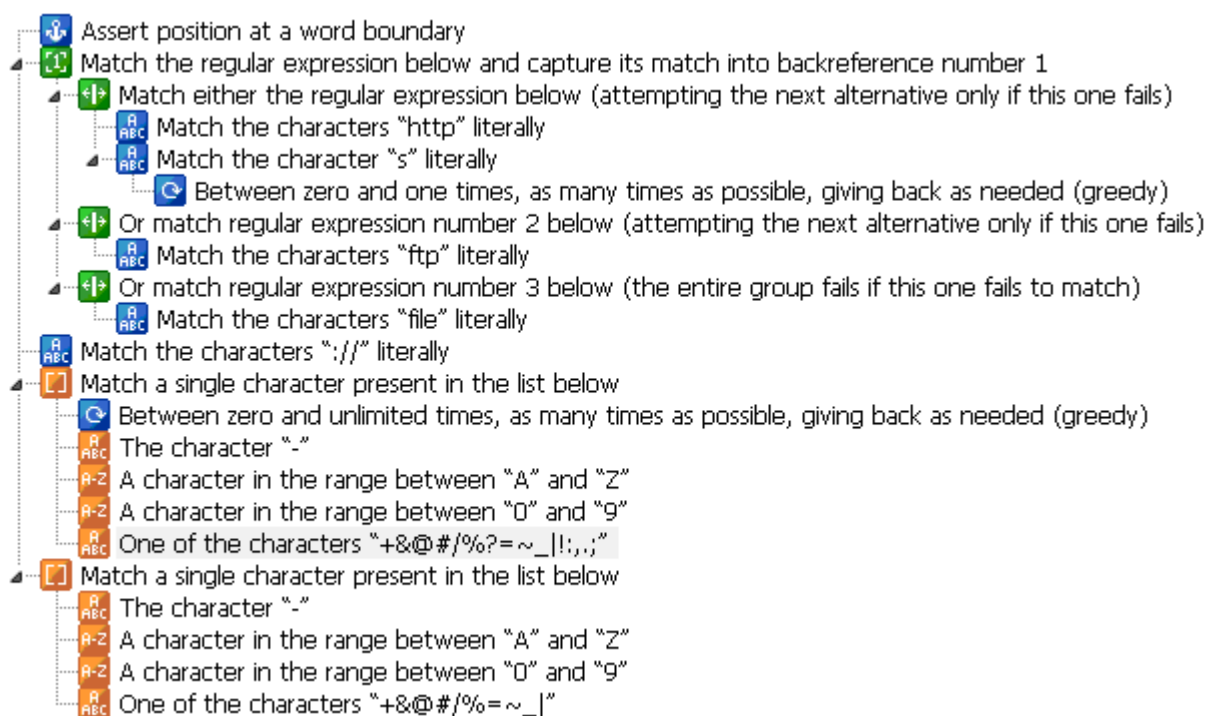 Assert position at a word boundary
Match the regular expression below and capture its match into backreference number 1
Match either the regular expression below (attempting the next alternative only if this one fails)
Match the characters “http” literally
Match the character “s” literally
Between zero and one times, as many times as possible, giving back as needed (greedy)
Or match regular expression number 2 below (attempting the next alternative only if this one fails)
Match the characters “ftp” literally
Or match regular expression number 3 below (the entire group fails if this one fails to match)
Match the characters “file” literally
Match the characters “://” literally
Match a single character present in the list below
Between zero and unlimited times, as many times as possible, giving back as needed (greedy)
The character “-”
A character in the range between “A” and “Z”
A character in the range between “0” and “9”
One of the characters “+&@#/%?=~_|!:,.;”
Match a single character present in the list below
The character “-”
A character in the range between “A” and “Z”
A character in the range between “0” and “9”
One of the characters “+&@#/%=~_|”